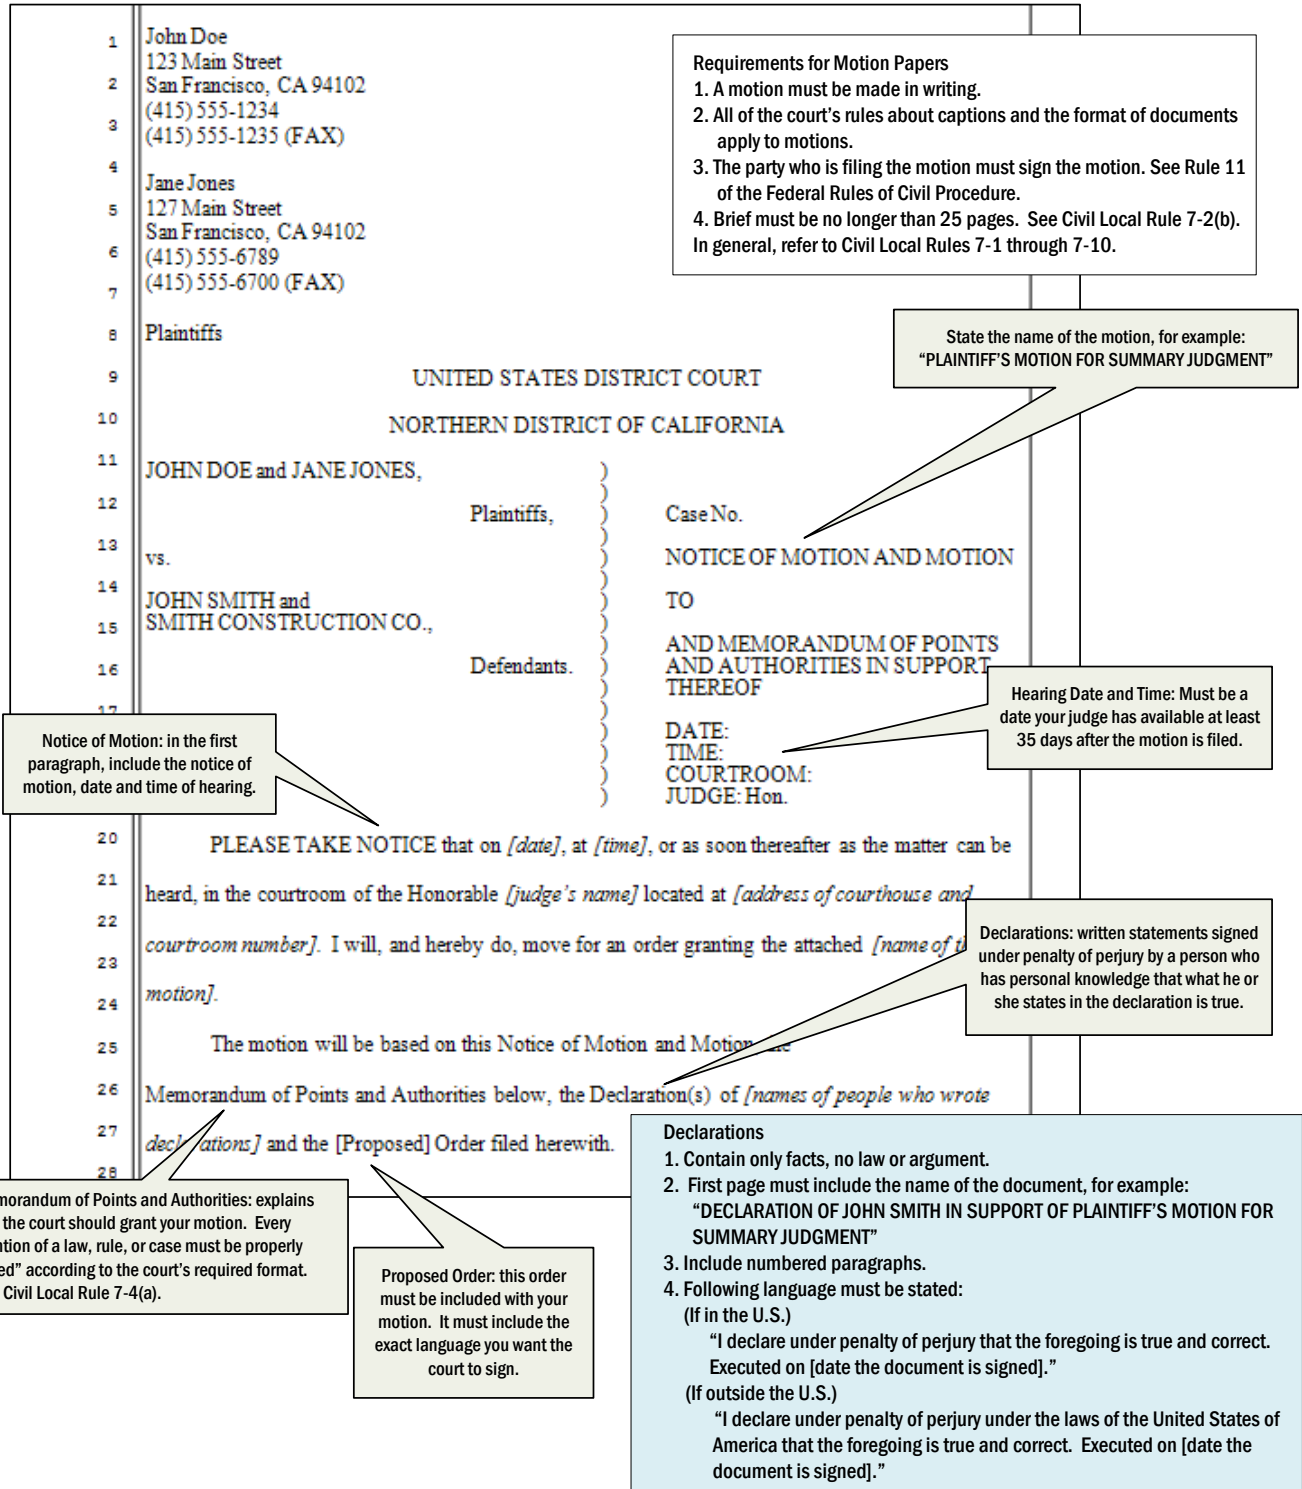 1
John Doe
123 Main Street
2
San Francisco, CA 94102
(415) 555-1234
3
(415) 555-1235 (FAX)
4
Jane Jones
5
127 Main Street
San Francisco, CA 94102
6
(415) 555-6789
7
(415) 555-6700 (FAX)
8
Plaintiffs
Requirements for Motion Papers
1. A motion must be made in writing.
2. All of the court's rules about captions and the format of documents
apply to motions.
3. The party who is filing the motion must sign the motion. See Rule 11
of the Federal Rules of Civil Procedure.
4. Brief must be no longer than 25 pages. See Civil Local Rule 7-2(b).
In general, refer to Civil Local Rules 7-1 through 7-10.
State the name of the motion, for example:
"PLAINTIFF'S MOTION FOR SUMMARY JUDGMENT"
9
UNITED STATES DISTRICT COURT
10
NORTHERN DISTRICT OF CALIFORNIA
11
JOHN DOE and JANE JONES, )
)
12
Plaintiffs, ) Case No.
)
13
vs. ) NOTICE OF MOTION AND MOTION
)
14
JOHN SMITH and ) TO
15
SMITH CONSTRUCTION CO., )
) AND MEMORANDUM OF POINTS
16
Defendants. ) AND AUTHORITIES IN SUPPORT
) THEREOF
17
)
) DATE:
) TIME:
) COURTROOM:
) JUDGE: Hon.
Hearing Date and Time: Must be a
date your judge has available at least
35 days after the motion is filed.
Notice of Motion: in the first
paragraph, include the notice of
motion, date and time of hearing.
20
PLEASE TAKE NOTICE that on [date], at [time], or as soon thereafter as the matter can be
21
heard, in the courtroom of the Honorable [judge's name] located at [address of courthouse and
22
courtroom number]. I will, and hereby do, move for an order granting the attached [name of
23
motion].
24
25
The motion will be based on this Notice of Motion and Motion,
26
Memorandum of Points and Authorities below, the Declaration(s) of [names of people who wrote
27
declarations] and the [Proposed] Order filed herewith.
28
Declarations: written statements signed
under penalty of perjury by a person who
has personal knowledge that what he or
she states in the declaration is true.
morandum of Points and Authorities: explains
the court should grant your motion. Every
ntion of a law, rule, or case must be properly
ed" according to the court's required format.
Civil Local Rule 7-4(a).
Proposed Order: this order
must be included with your
motion. It must include the
exact language you want the
court to sign.
Declarations
1. Contain only facts, no law or argument.
2. First page must include the name of the document, for example:
"DECLARATION OF JOHN SMITH IN SUPPORT OF PLAINTIFF'S MOTION FOR
SUMMARY JUDGMENT"
3. Include numbered paragraphs.
4. Following language must be stated:
(If in the U.S.)
"I declare under penalty of perjury that the foregoing is true and correct.
Executed on [date the document is signed]."
(If outside the U.S.)
"I declare under penalty of perjury under the laws of the United States of
America that the foregoing is true and correct. Executed on [date the
document is signed]."